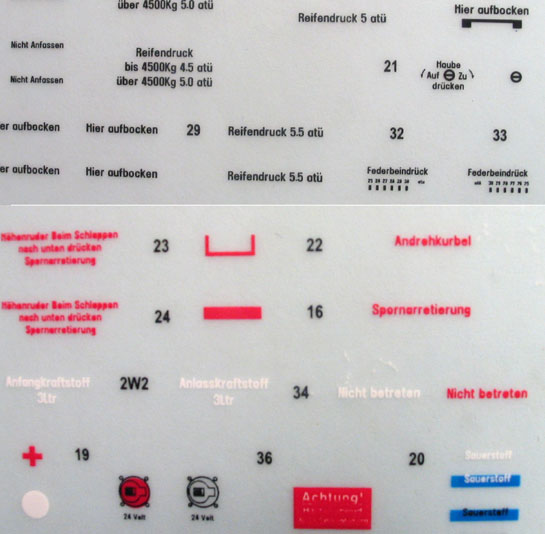 über 4500Kg 5.0 atü
Reifendruck 5 atü
Hier aufbocken
Nicht Anfassen
Nicht Anfassen
Reifendruck
bis 4500Kg 4.5 atü
über 4500Kg 5.0 atü
21
Haube
Auf Zu
drücken
er aufbocken
Hier aufbocken
29
Reifendruck 5.5 atü
32
33
er aufbocken
Hier aufbocken
Reifendruck 5.5 atü
Federbeindrück
Federbeindrück
Höhenruder Beim Schleppen
nach unten drücken
Spornarretierung
23
22
Andrehkurbel
Höhenruder Beim Schleppen
nach unten drücken
Spornarretierung
24
16
Spornarretierung
Anfangkraftstoff
3Ltr
2W2
Anlasskraftstoff
3Ltr
34
Nicht betreten
Nicht betreten
19
36
20
24 Volt
24 Volt
Achtung!
Sauerstoff
Sauerstoff
Sauerstoff